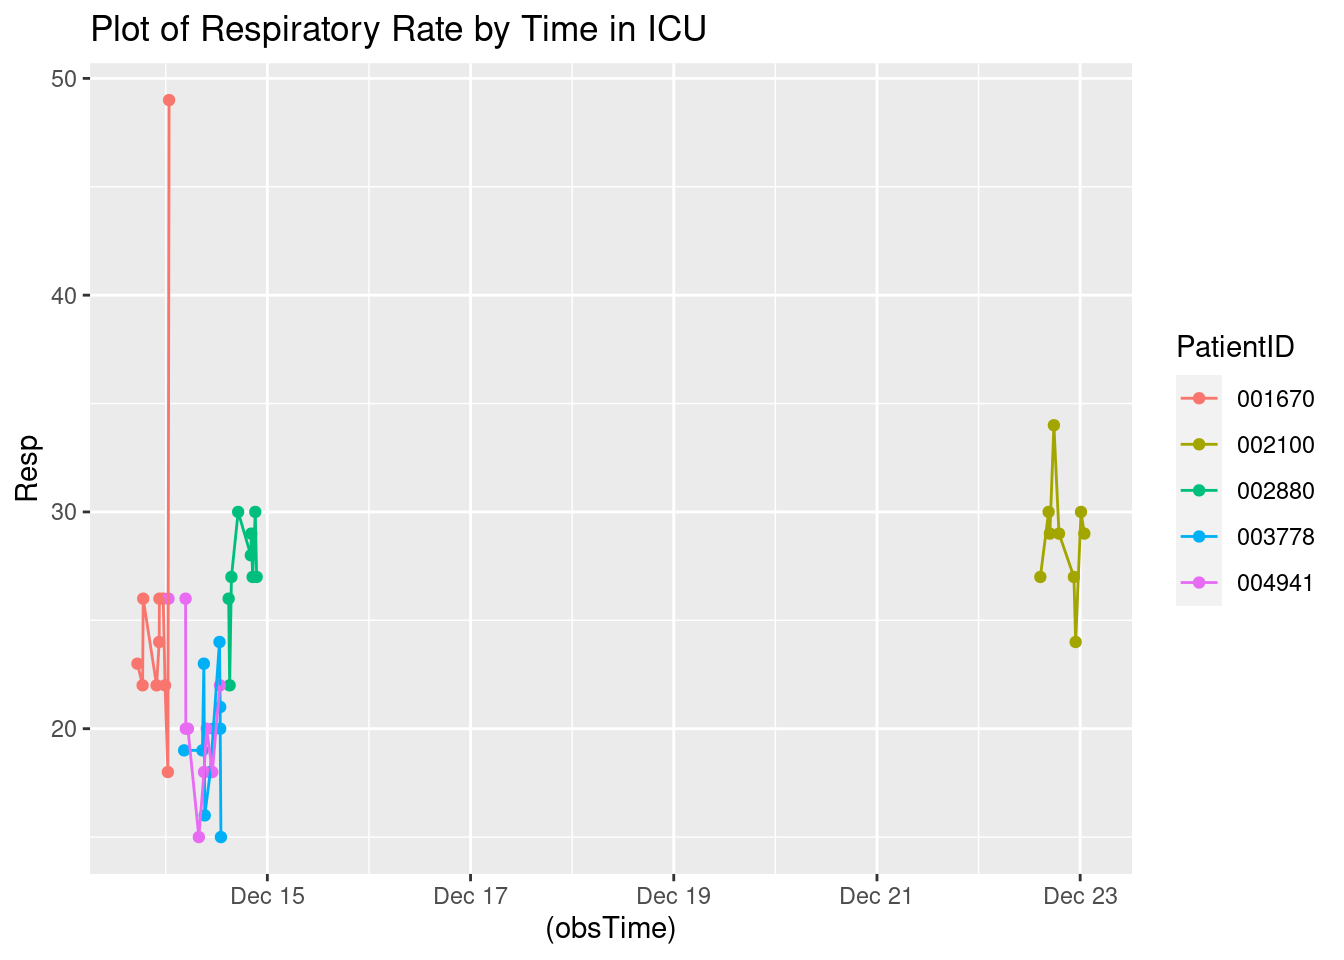 Plot of Respiratory Rate by Time in ICU
50
40
30
20
Resp
Dec 15
Dec 17
Dec 19
Dec 21
Dec 23
(obsTime)
PatientID
001670
002100
002880
003778
004941